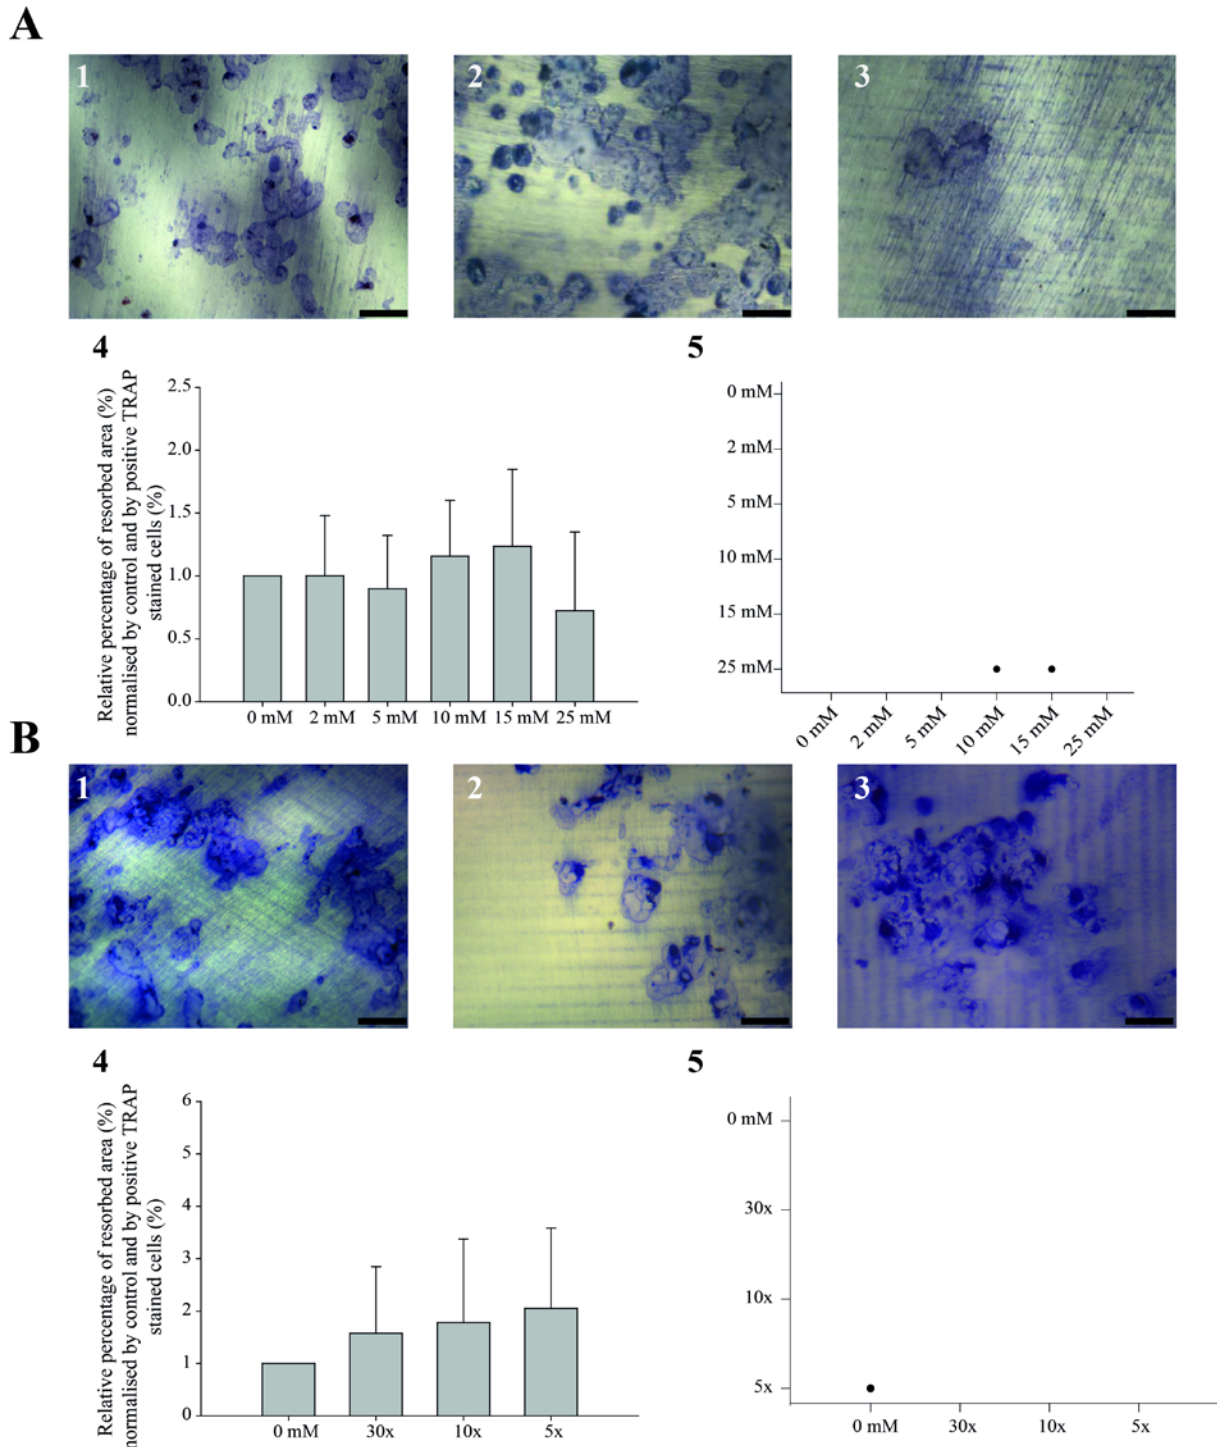 A
1
2
3
4
5
Relative percentage of resorbed area (%)
normalised by control and by positive TRAP
stained cells (%)
2.5
2.0
1.5
1.0
0.5
0.0
0 mM 2 mM 5 mM 10 mM 15 mM 25 mM
0 mM
2 mM
5 mM
10 mM
15 mM
25 mM
0 mM 2 mM 5 mM 10 mM 15 mM 25 mM
B
1
2
3
4
5
Relative percentage of resorbed area (%)
normalised by control and by positive TRAP
stained cells (%)
6
5
4
3
2
1
0
0 mM 30x 10x 5x
0 mM
30x
10x
5x
0 mM 30x 10x 5x